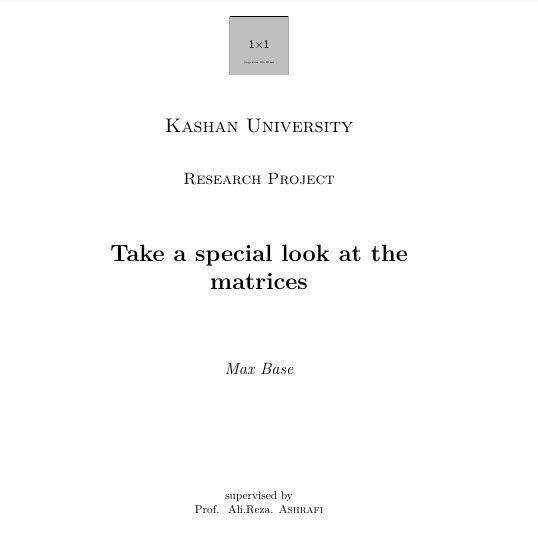 1×1
Kashan University
Research Project
Take a special look at the
matrices
Max Base
supervised by
Prof. Ali.Reza. Ashrafi